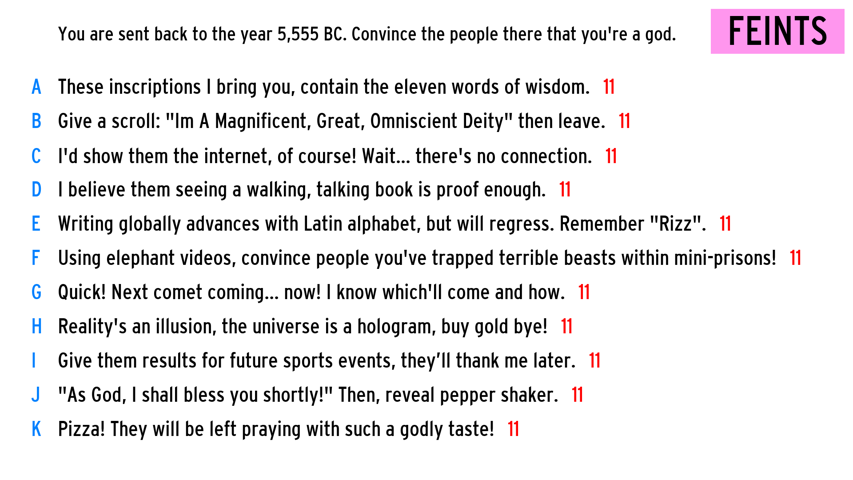 You are sent back to the year 5,555 BC. Convince the people there that you're a god.
FEINTS
A These inscriptions I bring you, contain the eleven words of wisdom. 11
B Give a scroll: "Im A Magnificent, Great, Omniscient Deity" then leave. 11
C I'd show them the internet, of course! Wait... there's no connection. 11
D I believe them seeing a walking, talking book is proof enough. 11
E Writing globally advances with Latin alphabet, but will regress. Remember "Rizz". 11
F Using elephant videos, convince people you've trapped terrible beasts within mini-prisons! 11
G Quick! Next comet coming... now! I know which'll come and how. 11
H Reality's an illusion, the universe is a hologram, buy gold bye! 11
I Give them results for future sports events, they’ll thank me later. 11
J "As God, I shall bless you shortly!" Then, reveal pepper shaker. 11
K Pizza! They will be left praying with such a godly taste! 11